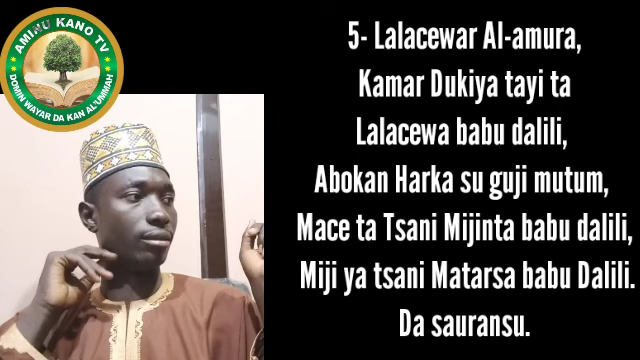 AMINU KANO TV
DOMIN WAYAR DA KAN AL'UMMAH
5- Lalacewar Al-amura,
Kamar Dukiya tayi ta
Lalacewa babu dalili,
Abokan Harka su guji mutum,
Mace ta Tsani Mijinta babu dalili,
Miji ya tsani Matarsa babu Dalili.
Da sauransu.